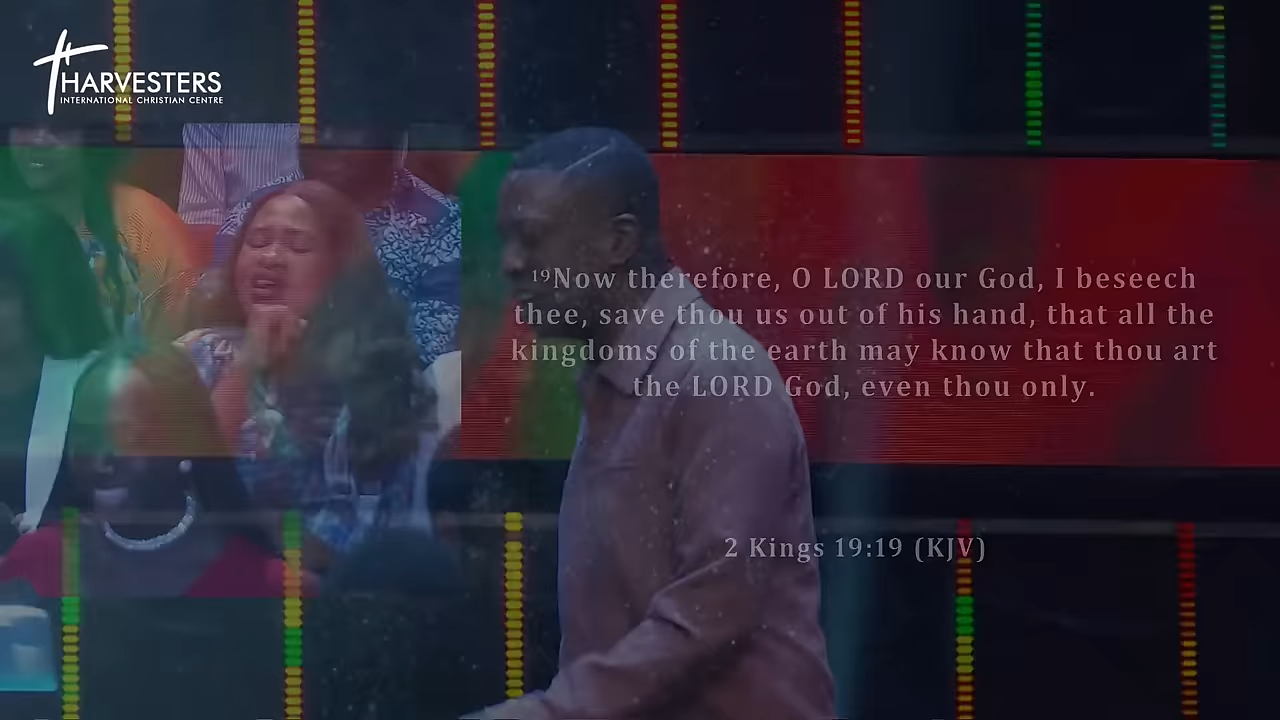 HARVESTERS
INTERNATIONAL CHRISTIAN CENTRE
¹⁹Now therefore, O LORD our God, I beseech
thee, save thou us out of his hand, that all the
kingdoms of the earth may know that thou art
the LORD God, even thou only.
2 Kings 19:19 (KJV)